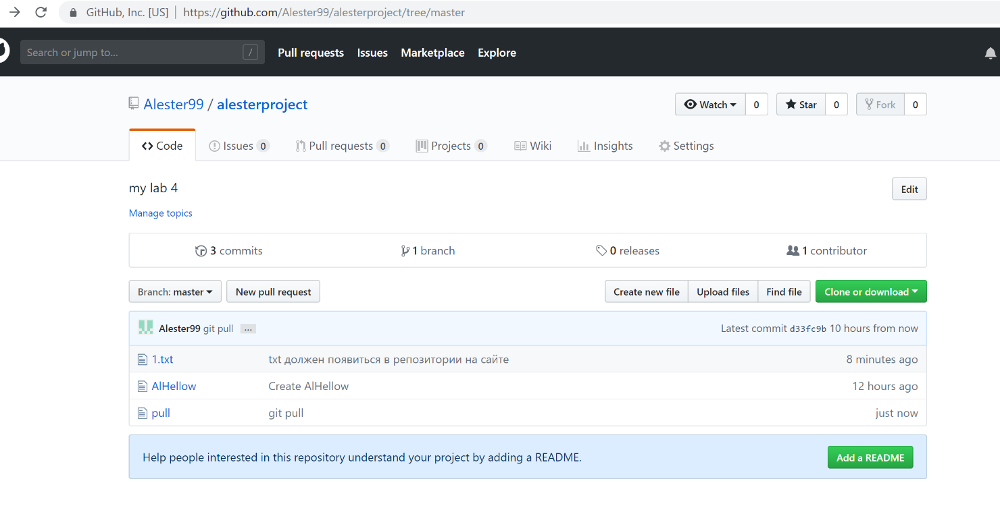 GitHub, Inc. [US] | https://github.com/Alester99/alesterproject/tree/master
Search or jump to... / Pull requests Issues Marketplace Explore
Alester99 / alesterproject Watch 0 Star 0 Fork 0
Code Issues 0 Pull requests 0 Projects 0 Wiki Insights Settings
my lab 4 Edit
Manage topics
3 commits 1 branch 0 releases 1 contributor
Branch: master New pull request Create new file Upload files Find file Clone or download
Alester99 git pull ... Latest commit d33fc9b 10 hours from now
1.txt txt должен появиться в репозитории на сайте 8 minutes ago
AlHellow Create AlHellow 12 hours ago
pull git pull just now
Help people interested in this repository understand your project by adding a README. Add a README